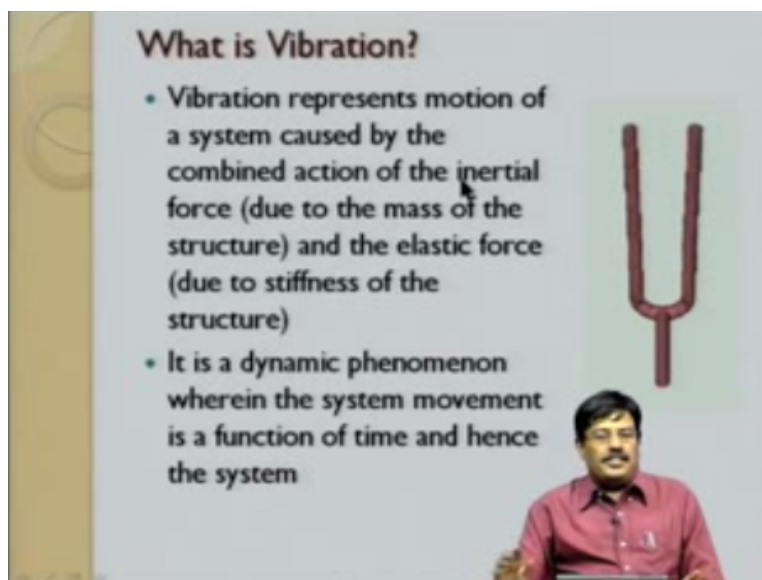 What is Vibration?
• Vibration represents motion of
a system caused by the
combined action of the inertial
force (due to the mass of the
structure) and the elastic force
(due to stiffness of the
structure)
• It is a dynamic phenomenon
wherein the system movement
is a function of time and hence
the system